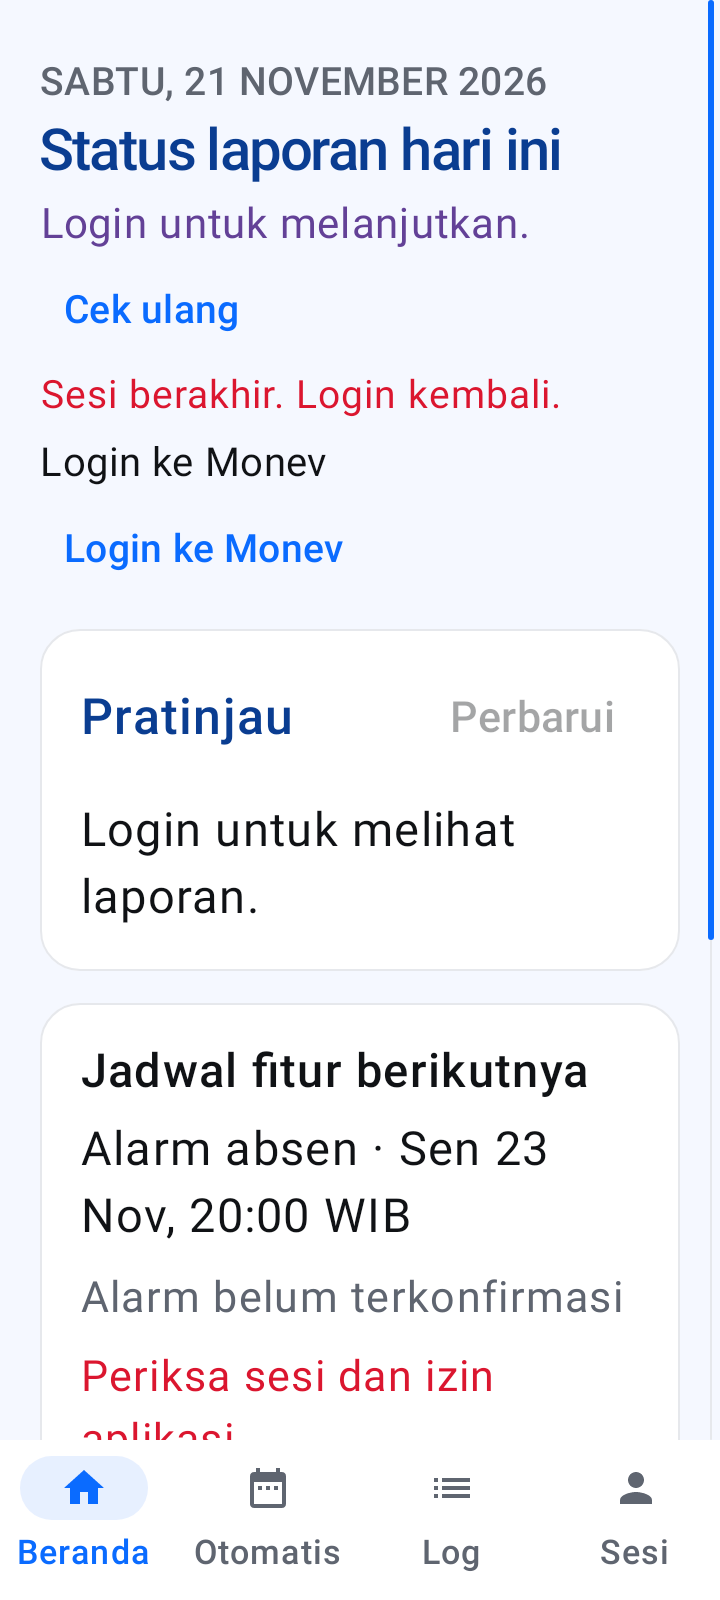 SABTU, 21 NOVEMBER 2026
Status laporan hari ini
Login untuk melanjutkan.
Cek ulang
Sesi berakhir. Login kembali.
Login ke Monev
Login ke Monev
Pratinjau
Perbarui
Login untuk melihat
laporan.
Jadwal fitur berikutnya
Alarm absen · Sen 23
Nov, 20:00 WIB
Alarm belum terkonfirmasi
Periksa sesi dan izin
aplikasi
Beranda
Otomatis
Log
Sesi